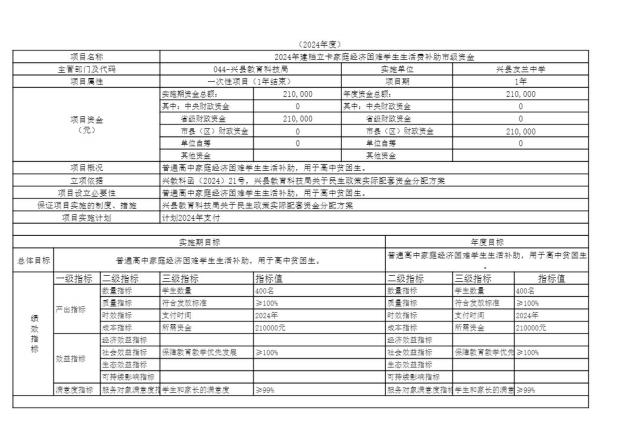 （2024年度）
项目名称 2024年建档立卡家庭经济困难学生生活费补助市级资金
主管部门及代码 044-兴县教育科技局 实施单位 兴县友兰中学
项目属性 一次性项目（1年结束） 项目期 1年
项目资金（元） 实施期资金总额： 210,000 年度资金总额： 210,000
其中：中央财政资金 0 其中：中央财政资金 0
省级财政资金 210,000 省级财政资金 0
市县（区）财政资金 0 市县（区）财政资金 210,000
单位自筹 0 单位自筹 0
其他资金 其他资金
项目概况 普通高中家庭经济困难学生生活补助，用于高中贫困生。
立项依据 兴教科函（2024）21号，兴县教育科技局关于民生政策实际配套资金分配方案
项目设立必要性 普通高中家庭经济困难学生生活补助，用于高中贫困生。
保证项目实施的制度、措施 兴县教育科技局关于民生政策实际配套资金分配方案
项目实施计划 计划2024年支付
实施期目标 年度目标
总体目标 普通高中家庭经济困难学生生活补助，用于高中贫困生。 普通高中家庭经济困难学生生活补助，用于高中贫困生。
绩效指标 一级指标 二级指标 三级指标 指标值 二级指标 三级指标 指标值
产出指标 数量指标 学生数量 400名 数量指标 学生数量 400名
质量指标 符合发放标准 ≥100% 质量指标 符合发放标准 ≥100%
时效指标 支付时间 2024年 时效指标 支付时间 2024年
成本指标 所需资金 210000元 成本指标 所需资金 210000元
效益指标 经济效益指标 经济效益指标
社会效益指标 保障教育教学优先发展 ≥100% 社会效益指标 保障教育教学优先 ≥100%
生态效益指标 生态效益指标
可持续影响指标 可持续影响指标
满意度指标 服务对象满意度指 学生和家长的满意度 ≥99% 服务对象满意度指 学生和家长的满意 ≥99%